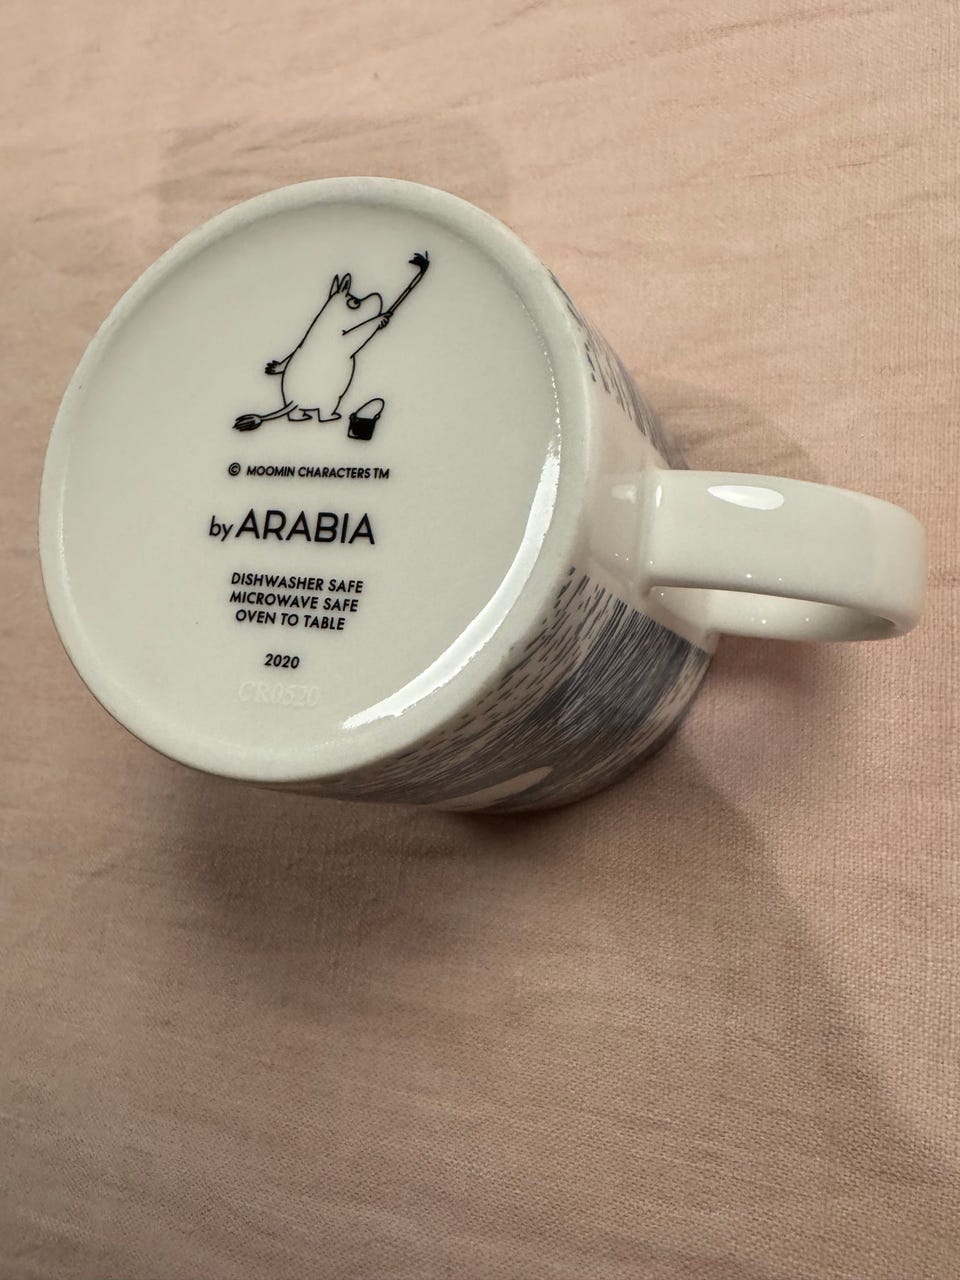 © MOOMIN CHARACTERS TM
by ARABIA
DISHWASHER SAFE
MICROWAVE SAFE
OVEN TO TABLE
2020
CR0520